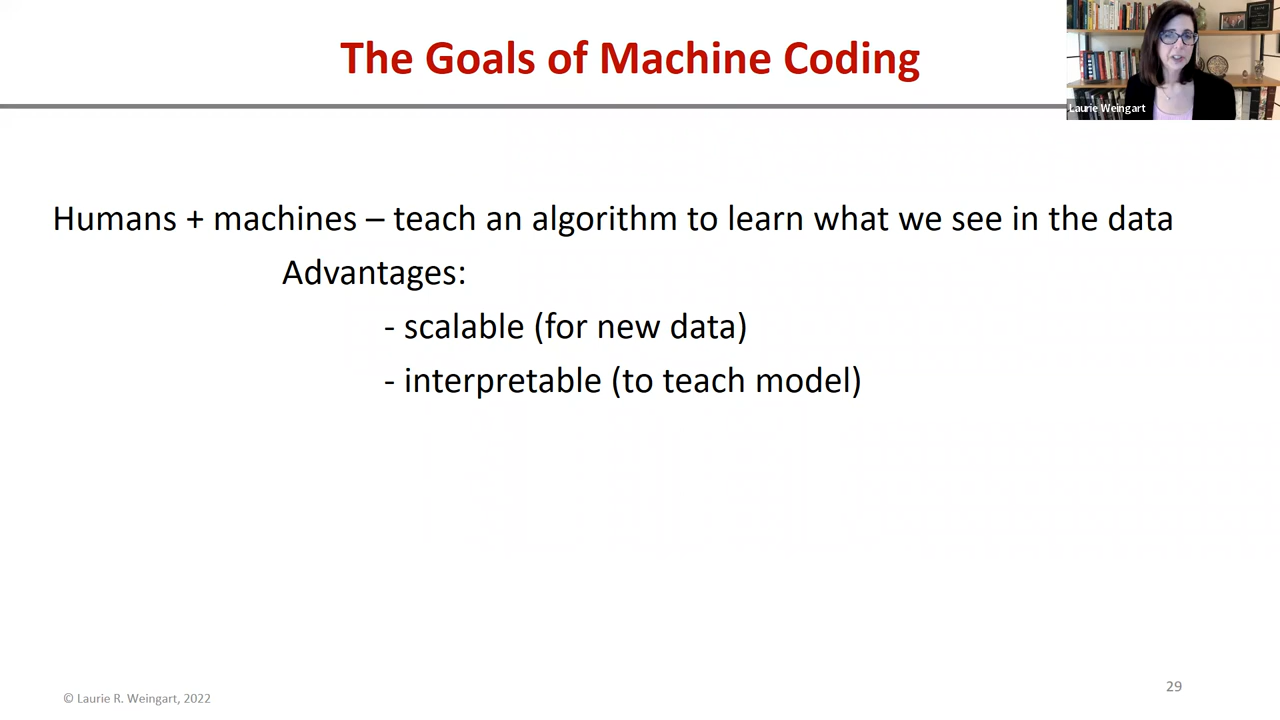 The Goals of Machine Coding
Laurie Weingart
Humans + machines – teach an algorithm to learn what we see in the data
Advantages:
- scalable (for new data)
- interpretable (to teach model)
© Laurie R. Weingart, 2022
29